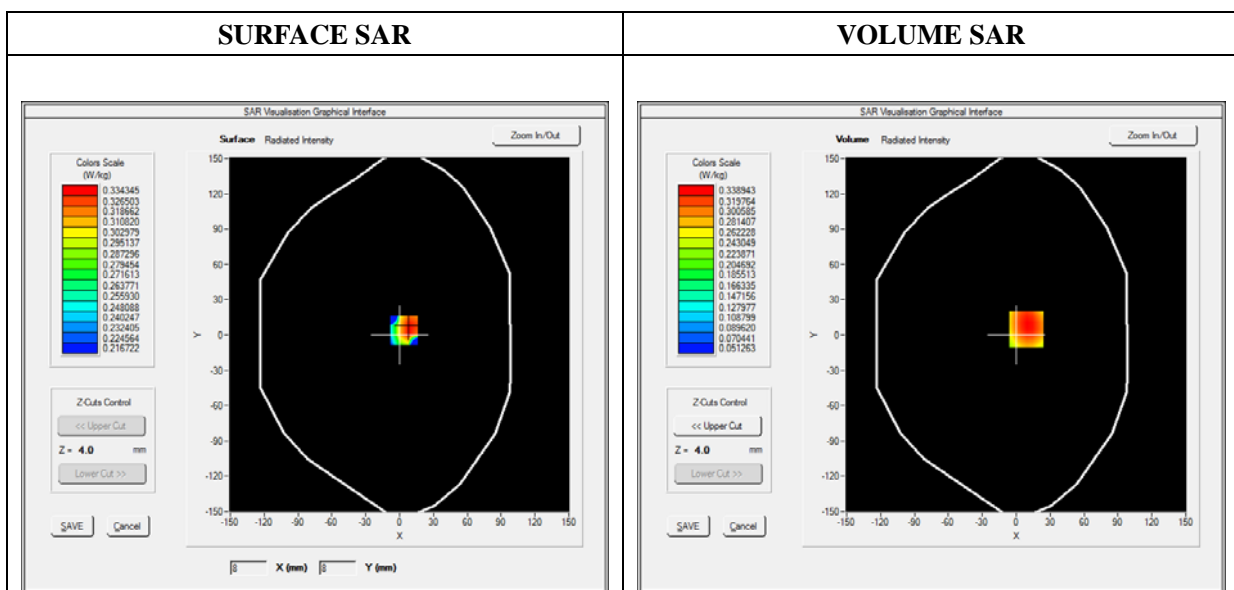 SURFACE SAR
SAR Visualisation Graphical Interface
Surface Radiated Intensity
Zoom In/Out
Colors Scale
(W/kg)
0.334345
0.326503
0.318662
0.310820
0.302979
0.295137
0.287296
0.279454
0.271613
0.263771
0.255930
0.248088
0.240247
0.232405
0.224564
0.216722
Z-Cuts Control
<< Upper Cut
Z = 4.0 mm
Lower Cut >>
SAVE Cancel
150
120
90
60
30
0
-30
-60
-90
-120
-150
Y
-150 -120 -90 -60 -30 0 30 60 90 120 150
X
8 X (mm) 8 Y (mm)
VOLUME SAR
SAR Visualisation Graphical Interface
Volume Radiated Intensity
Zoom In/Out
Colors Scale
(W/kg)
0.338943
0.319764
0.300585
0.281407
0.262228
0.243049
0.223871
0.204692
0.185513
0.166335
0.147156
0.127977
0.108799
0.089620
0.070441
0.051263
Z-Cuts Control
<< Upper Cut
Z = 4.0 mm
Lower Cut >>
SAVE Cancel
150
120
90
60
30
0
-30
-60
-90
-120
-150
Y
-150 -120 -90 -60 -30 0 30 60 90 120 150
X